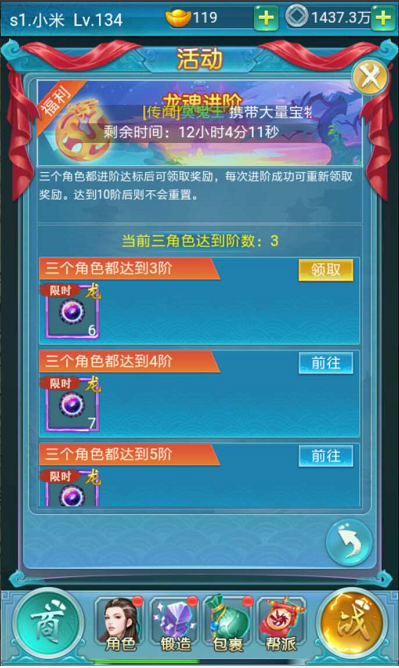 s1.小米 Lv.134
119
1437.3万
活动
福利
龙魂进阶
[传闻] 携带大量宝物
剩余时间：12小时4分11秒
三个角色都进阶达标后可领取奖励，每次进阶成功可重新领取
奖励。达到10阶后则不会重置。
当前三角色达到阶数：3
三个角色都达到3阶
领取
限时
龙
6
三个角色都达到4阶
前往
限时
龙
7
三个角色都达到5阶
前往
限时
龙
商
角色
锻造
包裹
帮派
战